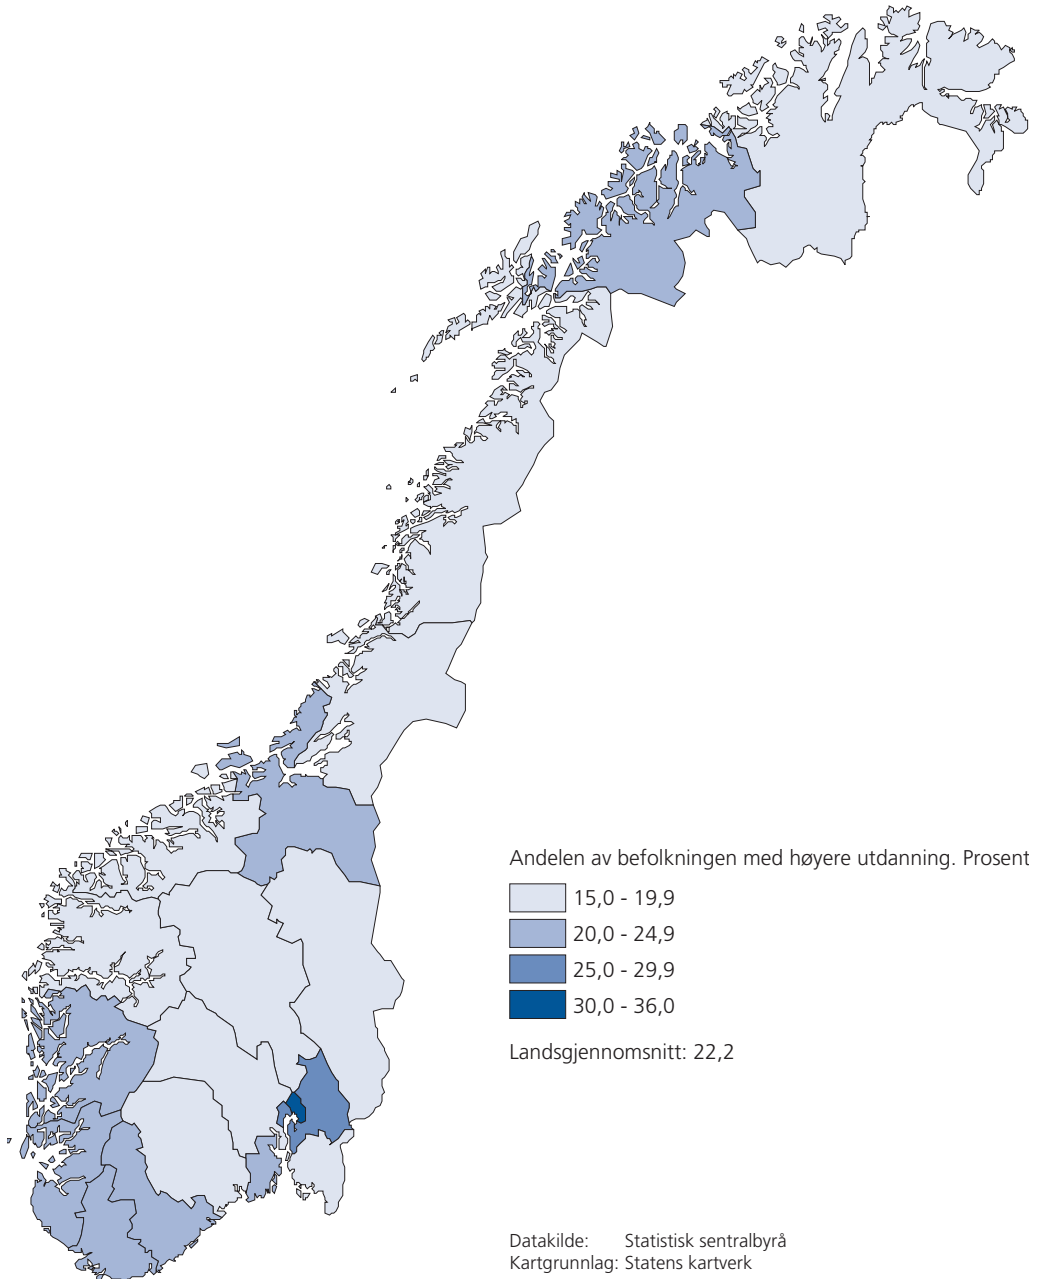 Andelen av befolkningen med høyere utdanning. Prosent
15,0 - 19,9
20,0 - 24,9
25,0 - 29,9
30,0 - 36,0
Landsgjennomsnitt: 22,2
Datakilde: Statistisk sentralbyrå
Kartgrunnlag: Statens kartverk